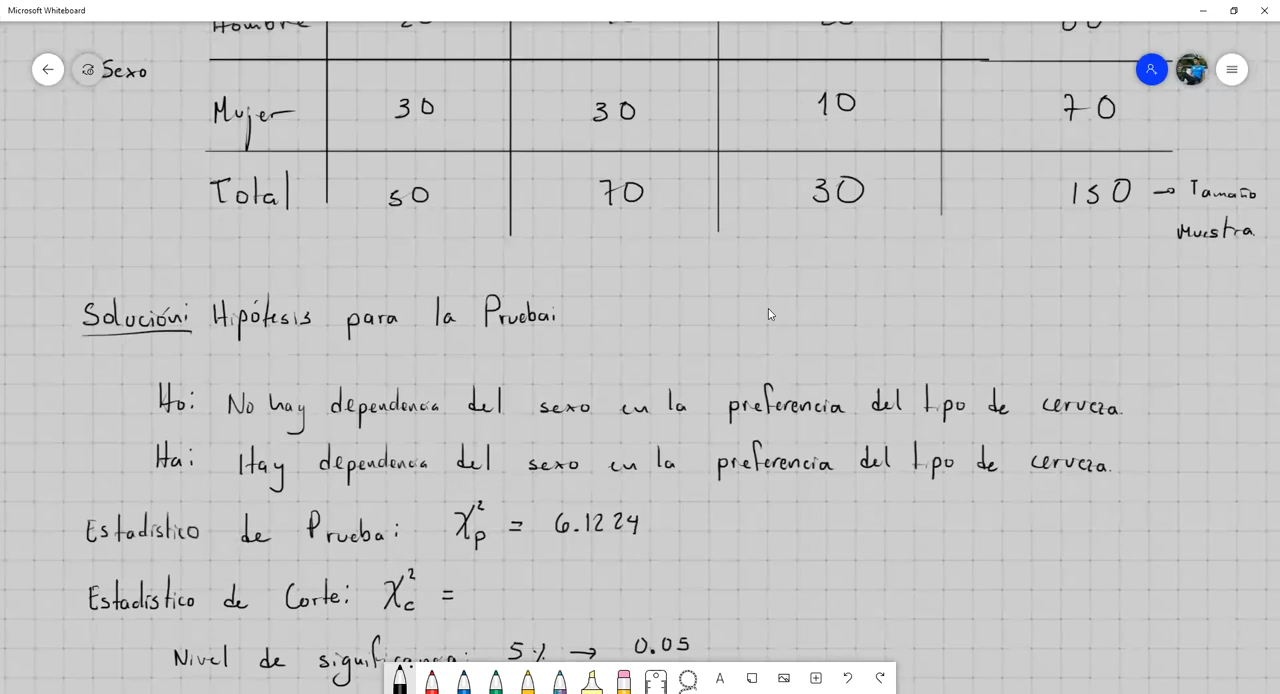 Microsoft Whiteboard
Hombre
Sexo
Mujer 30 30 10 70
Total 50 70 30 150 → Tamaño
Muestra
Solución: Hipótesis para la Prueba:
Ho: No hay dependencia del sexo en la preferencia del tipo de cerveza.
Ha: Hay dependencia del sexo en la preferencia del tipo de cerveza.
Estadístico de Prueba: χ²p = 6.1224
Estadístico de Corte: χ²c =
Nivel de significancia: 5% → 0.05
A